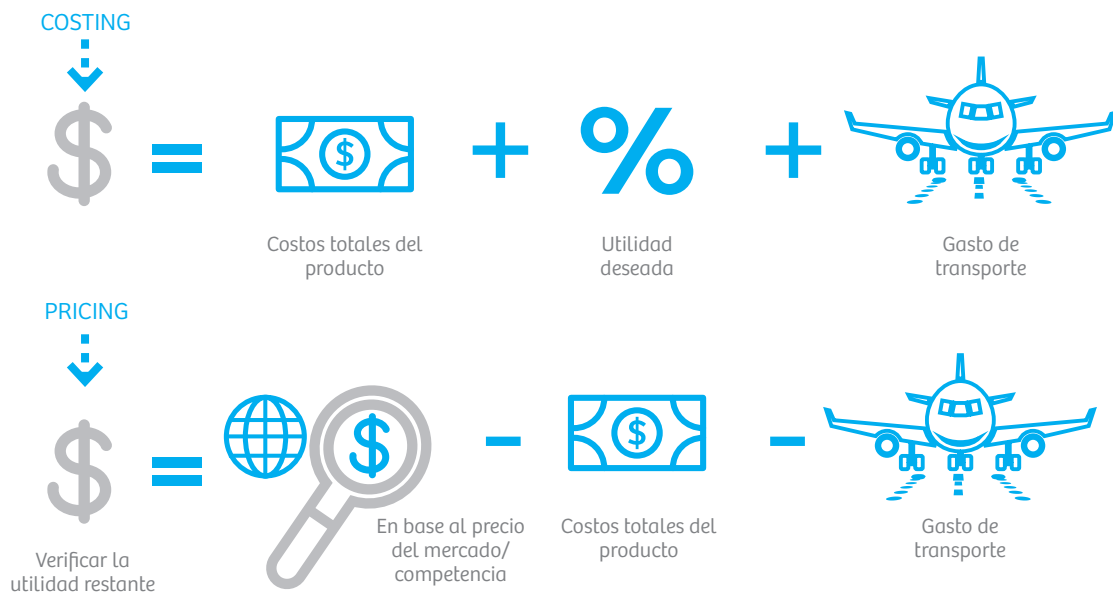 COSTING
$ = $ + % +
Costos totales del
producto
Utilidad
deseada
Gasto de
transporte
PRICING
$ = $ - $ -
Verificar la
utilidad restante
En base al precio
del mercado/
competencia
Costos totales del
producto
Gasto de
transporte